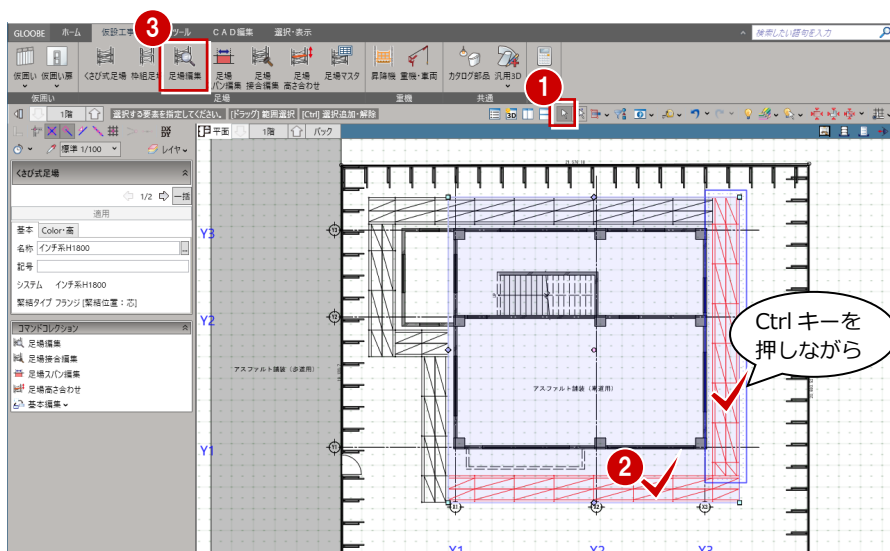 GLOOBE ホーム 仮設工 ツール CAD編集 選択・表示
検索したい語句を入力
3
仮囲い 仮囲い扉 くさび式足場 枠組足場 足場編集 足場スパン編集 足場接合編集 足場高さ合わせ 足場マスタ 昇降機 重機・車両 カタログ部品 汎用3D
仮囲い 足場 重機 共通
1
1階 選択する要素を指定してください。 [ドラッグ] 範囲選択 [Ctrl] 選択追加・解除
3D
平面 1階 バック
標準 1/100 レイヤ
くさび式足場
1/2 一括
適用
基本 Color・高
名称 インチ系H1800 ...
記号
システム インチ系H1800
緊結タイプ フランジ [緊結位置：芯]
コマンドコレクション
足場編集
足場接合編集
足場スパン編集
足場高さ合わせ
基本編集
Y3 Y3
Y2 Y2
アスファルト舗装（歩道用）
アスファルト舗装（車道用）
Ctrl キーを
押しながら
Y1 Y1
2
X1 X2 X3